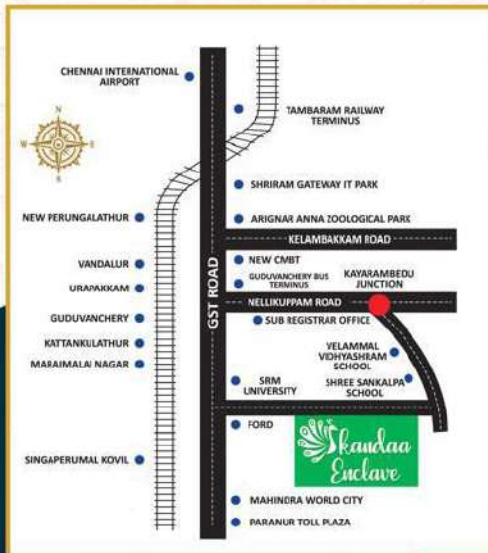 CHENNAI INTERNATIONAL
AIRPORT
TAMBARAM RAILWAY
TERMINUS
N
W
E
S
SHRIRAM GATEWAY IT PARK
NEW PERUNGALATHUR
ARIGNAR ANNA ZOOLOGICAL PARK
KELAMBAKKAM ROAD
VANDALUR
NEW CMBT
URAPAKKAM
GUDUVANCHERY BUS
TERMINUS
KAYARAMBEDU
JUNCTION
GST ROAD
NELLIKUPPAM ROAD
GUDUVANCHERY
SUB REGISTRAR OFFICE
KATTANKULATHUR
VELAMMAL
VIDHYASHRAM
SCHOOL
MARAIMALAI NAGAR
SRM
UNIVERSITY
SHREE SANKALPA
SCHOOL
FORD
Skandaa
Enclave
SINGAPERUMAL KOVIL
MAHINDRA WORLD CITY
PARANUR TOLL PLAZA